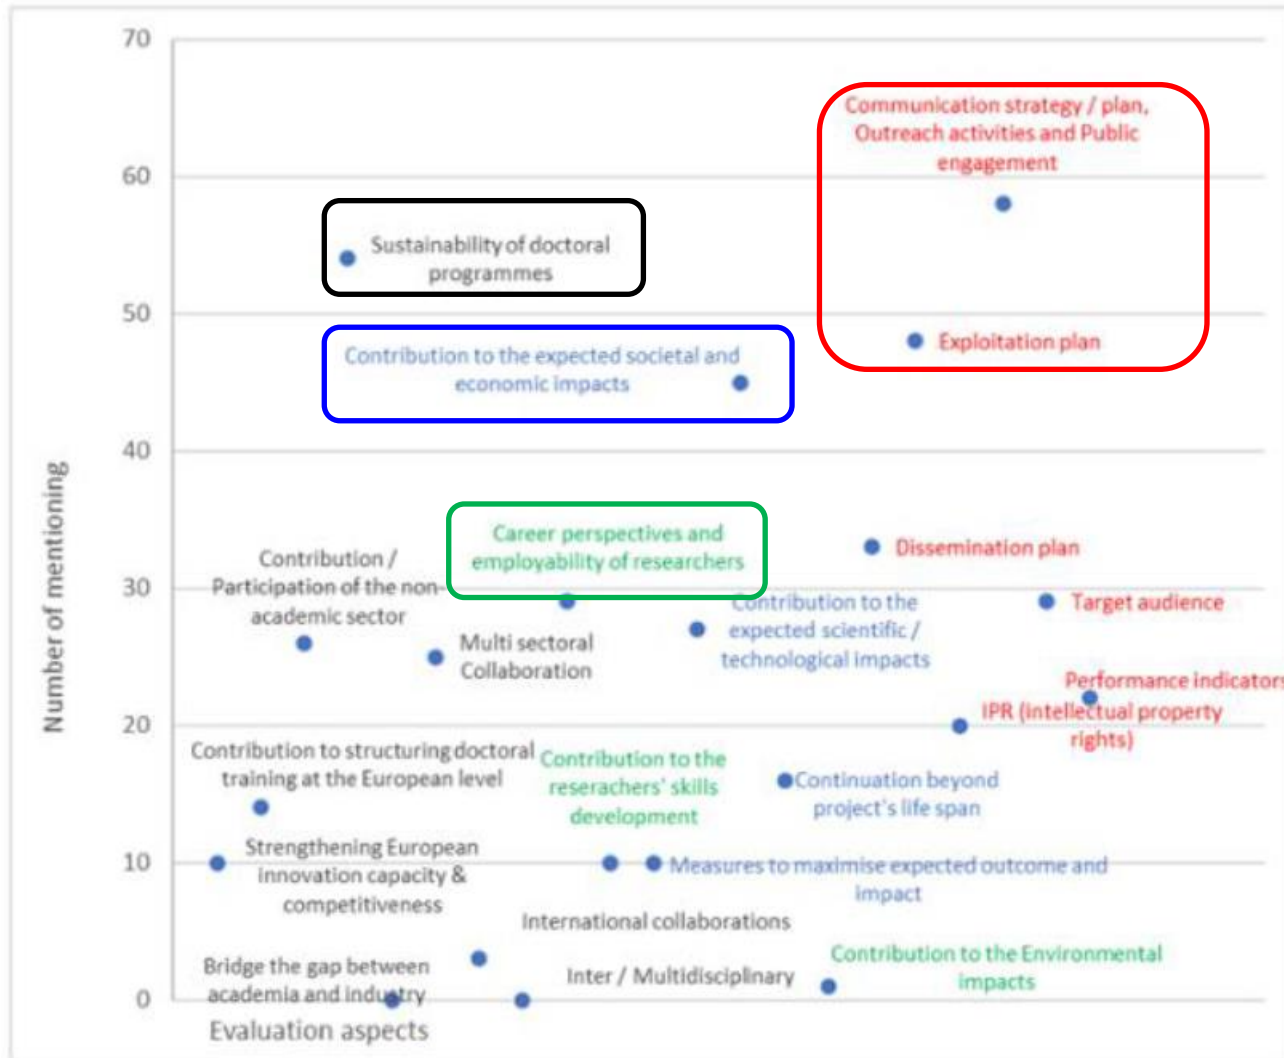 70
Communication strategy / plan,
Outreach activities and Public
engagement
60
Sustainability of doctoral
programmes
50
Exploitation plan
Contribution to the expected societal and
economic impacts
40
Number of mentioning
Career perspectives and
employability of researchers
Dissemination plan
Contribution /
Participation of the non-
academic sector
30
Contribution to the
expected scientific /
technological impacts
Target audience
Multi sectoral
Collaboration
Performance indicators
IPR (intellectual property
rights)
20
Contribution to structuring doctoral
training at the European level
Contribution to the
reserachers' skills
development
Continuation beyond
project's life span
10
Strengthening European
innovation capacity &
competitiveness
Measures to maximise expected outcome and
impact
International collaborations
Bridge the gap between
academia and industry
Inter / Multidisciplinary
Contribution to the Environmental
impacts
0
Evaluation aspects